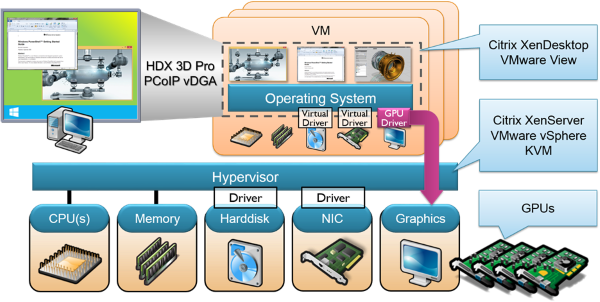 VM
HDX 3D Pro
PCoIP vDGA
Operating System
Virtual
Driver
Virtual
Driver
GPU
Driver
Citrix XenDesktop
VMware View
Citrix XenServer
VMware vSphere
KVM
Hypervisor
Driver
Driver
CPU(s)
Memory
Harddisk
NIC
Graphics
GPUs